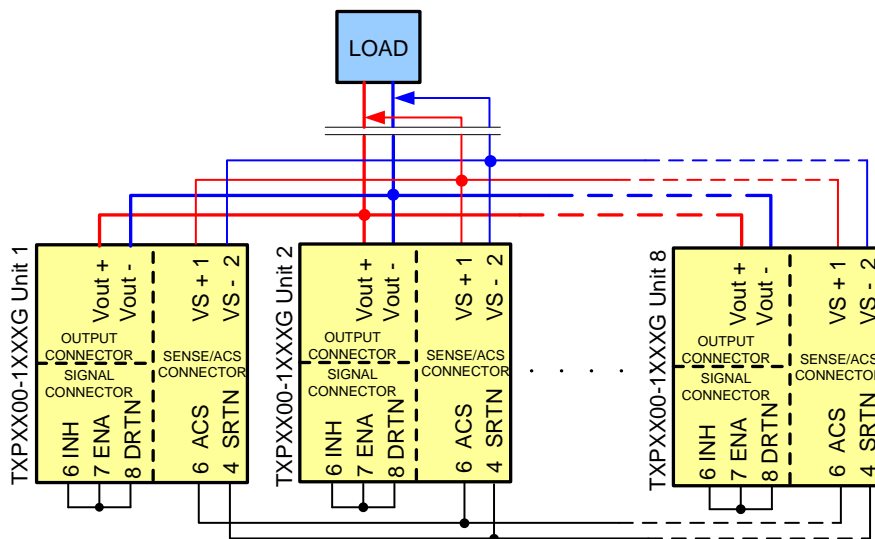 LOAD
TXPXX00-1XXXG Unit 1
Vout +
Vout -
VS + 1
VS - 2
OUTPUT
CONNECTOR
SIGNAL
CONNECTOR
SENSE/ACS
CONNECTOR
6 INH
7 ENA
8 DRTN
6 ACS
4 SRTN
TXPXX00-1XXXG Unit 2
Vout +
Vout -
VS + 1
VS - 2
OUTPUT
CONNECTOR
SIGNAL
CONNECTOR
SENSE/ACS
CONNECTOR
6 INH
7 ENA
8 DRTN
6 ACS
4 SRTN
. . . . .
TXPXX00-1XXXG Unit 8
Vout +
Vout -
VS + 1
VS - 2
OUTPUT
CONNECTOR
SIGNAL
CONNECTOR
SENSE/ACS
CONNECTOR
6 INH
7 ENA
8 DRTN
6 ACS
4 SRTN